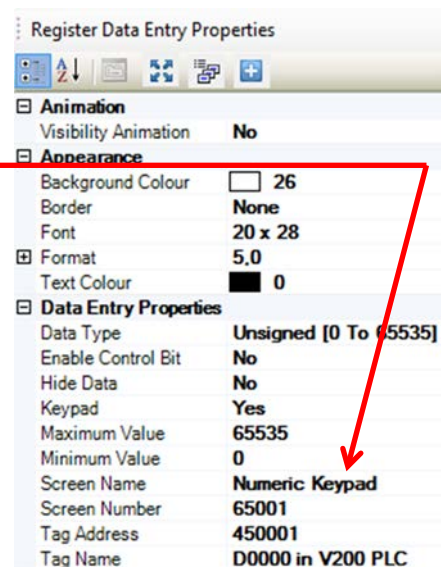 Register Data Entry Properties
Animation
Visibility Animation No
Appearance
Background Colour 26
Border None
Font 20 x 28
Format 5.0
Text Colour 0
Data Entry Properties
Data Type Unsigned [0 To 65535]
Enable Control Bit No
Hide Data No
Keypad Yes
Maximum Value 65535
Minimum Value 0
Screen Name Numeric Keypad
Screen Number 65001
Tag Address 450001
Tag Name D0000 in V200 PLC